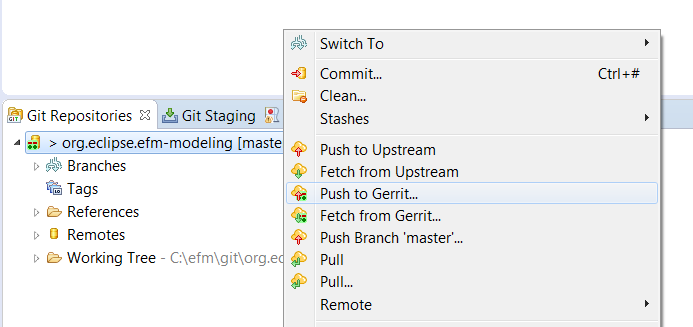 Switch To
Commit... Ctrl+#
Clean...
Stashes
Git Repositories Git Staging
> org.eclipse.efm-modeling [maste
Push to Upstream
Branches
Fetch from Upstream
Tags
Push to Gerrit...
References
Fetch from Gerrit...
Remotes
Push Branch 'master'...
Working Tree - C:\efm\git\org.ec
Pull
Pull...
Remote